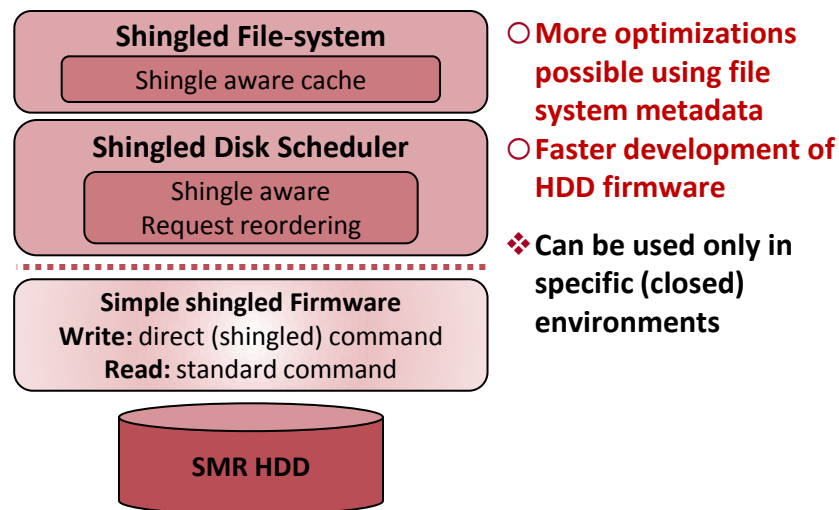 Shingled File-system
Shingle aware cache
Shingled Disk Scheduler
Shingle aware
Request reordering
Simple shingled Firmware
Write: direct (shingled) command
Read: standard command
SMR HDD
More optimizations
possible using file
system metadata
Faster development of
HDD firmware
Can be used only in
specific (closed)
environments